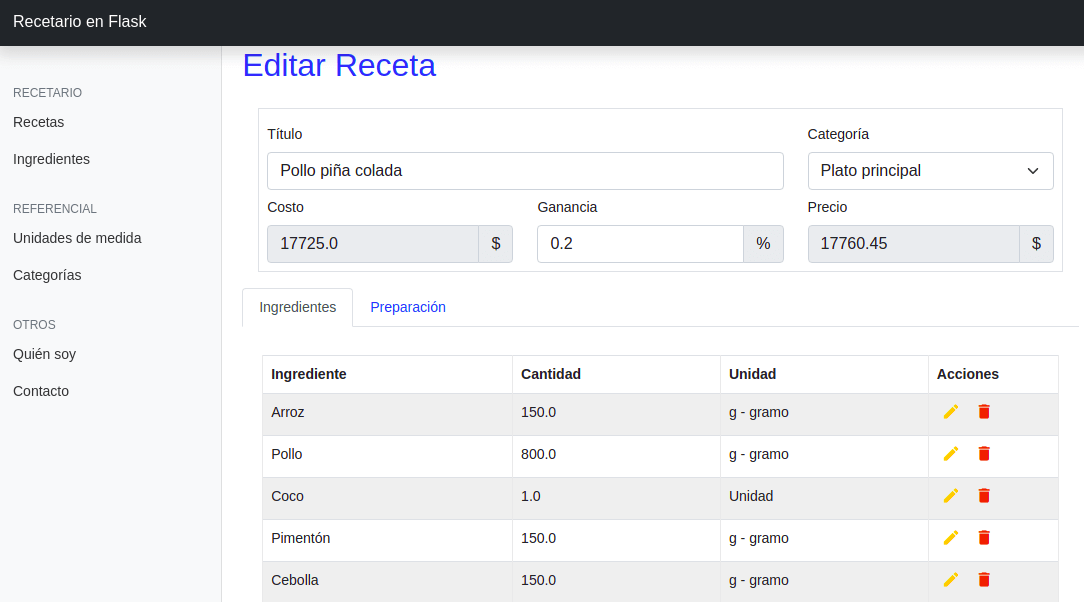 Recetario en Flask
RECETARIO
Recetas
Ingredientes
REFERENCIAL
Unidades de medida
Categorías
OTROS
Quién soy
Contacto
Editar Receta
Título
Categoría
Pollo piña colada
Plato principal
Costo
Ganancia
Precio
17725.0 $
0.2 %
17760.45 $
Ingredientes
Preparación
Ingrediente Cantidad Unidad Acciones
Arroz 150.0 g - gramo
Pollo 800.0 g - gramo
Coco 1.0 Unidad
Pimentón 150.0 g - gramo
Cebolla 150.0 g - gramo